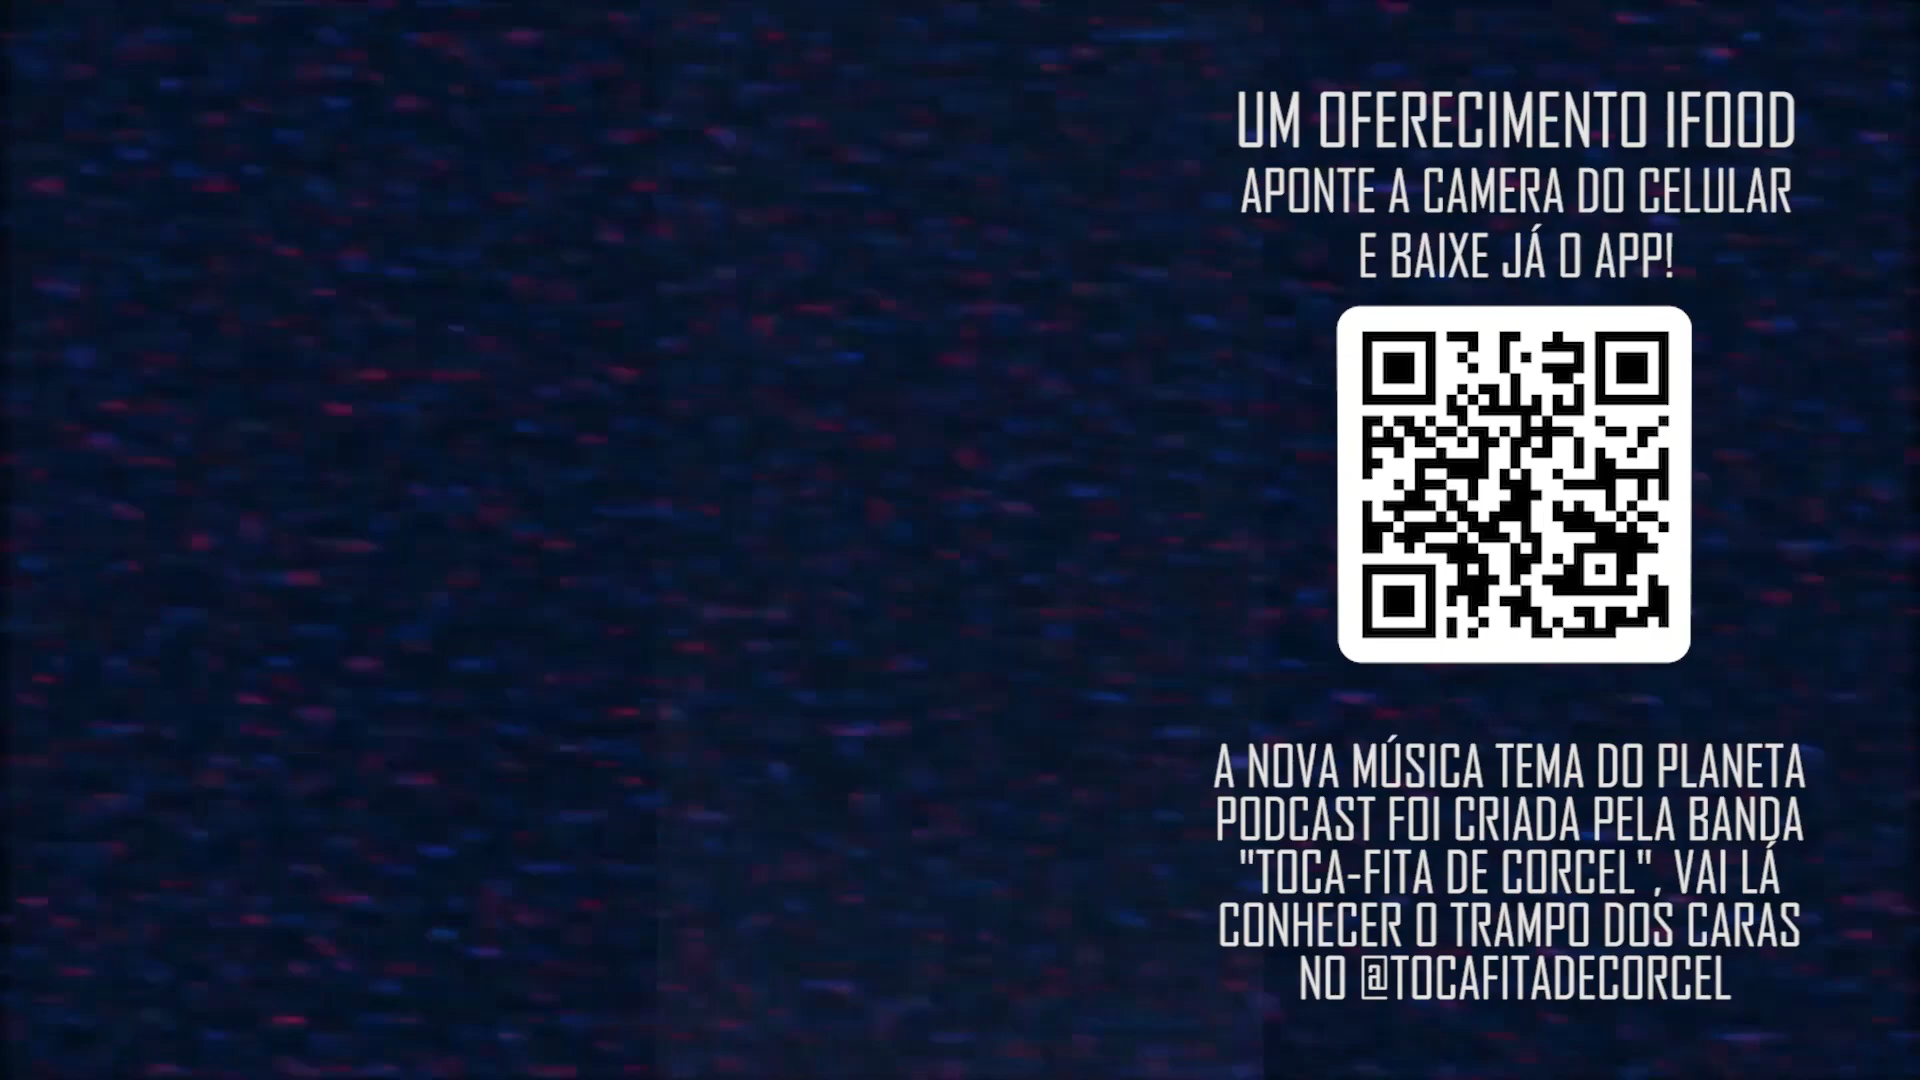 UM OFERECIMENTO IFOOD
APONTE A CAMERA DO CELULAR
E BAIXE JÁ O APP!
A NOVA MÚSICA TEMA DO PLANETA
PODCAST FOI CRIADA PELA BANDA
"TOCA-FITA DE CORCEL", VAI LÁ
CONHECER O TRAMPO DOS CARAS
NO @TOCAFITADECORCEL